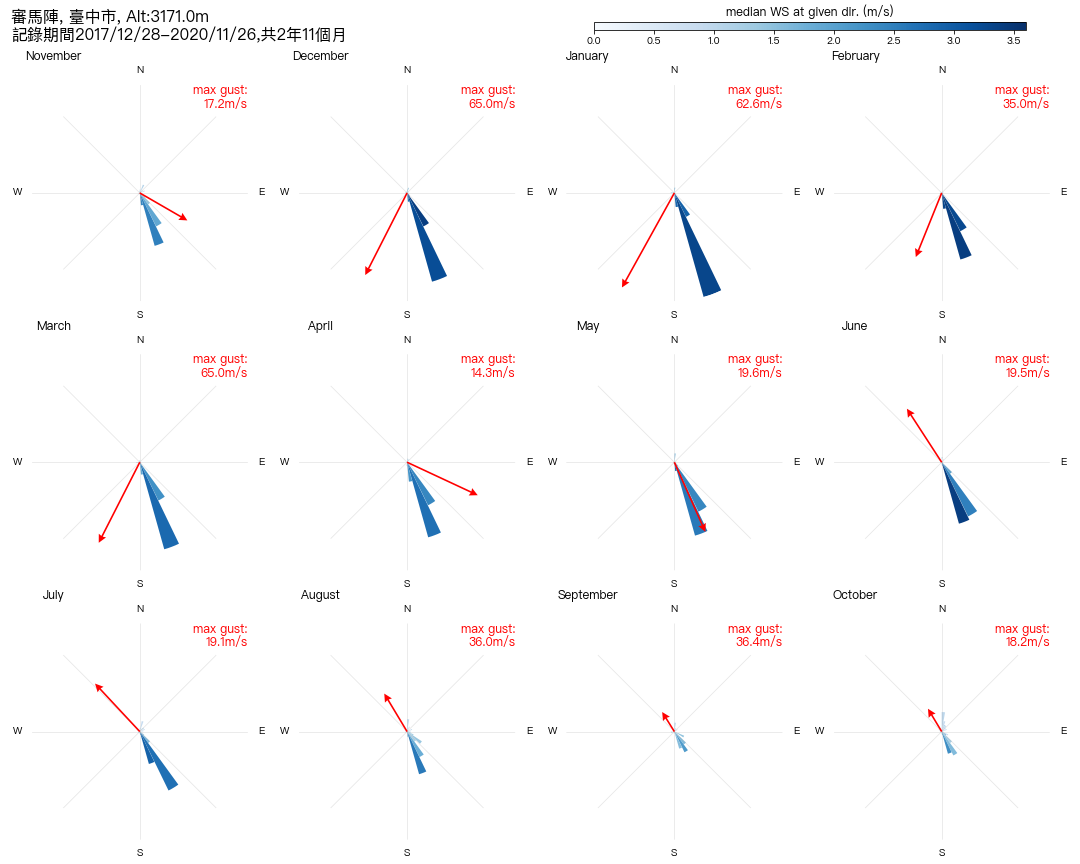 審馬陣, 臺中市, Alt:3171.0m
記錄期間2017/12/28-2020/11/26,共2年11個月
median WS at given dir. (m/s)
0.0 0.5 1.0 1.5 2.0 2.5 3.0 3.5
November
N
max gust:
17.2m/s
W
E
S
December
N
max gust:
65.0m/s
W
E
January
N
max gust:
62.6m/s
W
E
S
February
N
max gust:
35.0m/s
W
E
March
N
max gust:
65.0m/s
W
E
S
April
N
max gust:
14.3m/s
W
E
May
N
max gust:
19.6m/s
W
E
S
June
N
max gust:
19.5m/s
W
E
S
July
N
max gust:
19.1m/s
W
E
S
August
N
max gust:
36.0m/s
W
E
S
September
N
max gust:
36.4m/s
W
E
S
October
N
max gust:
18.2m/s
W
E
S